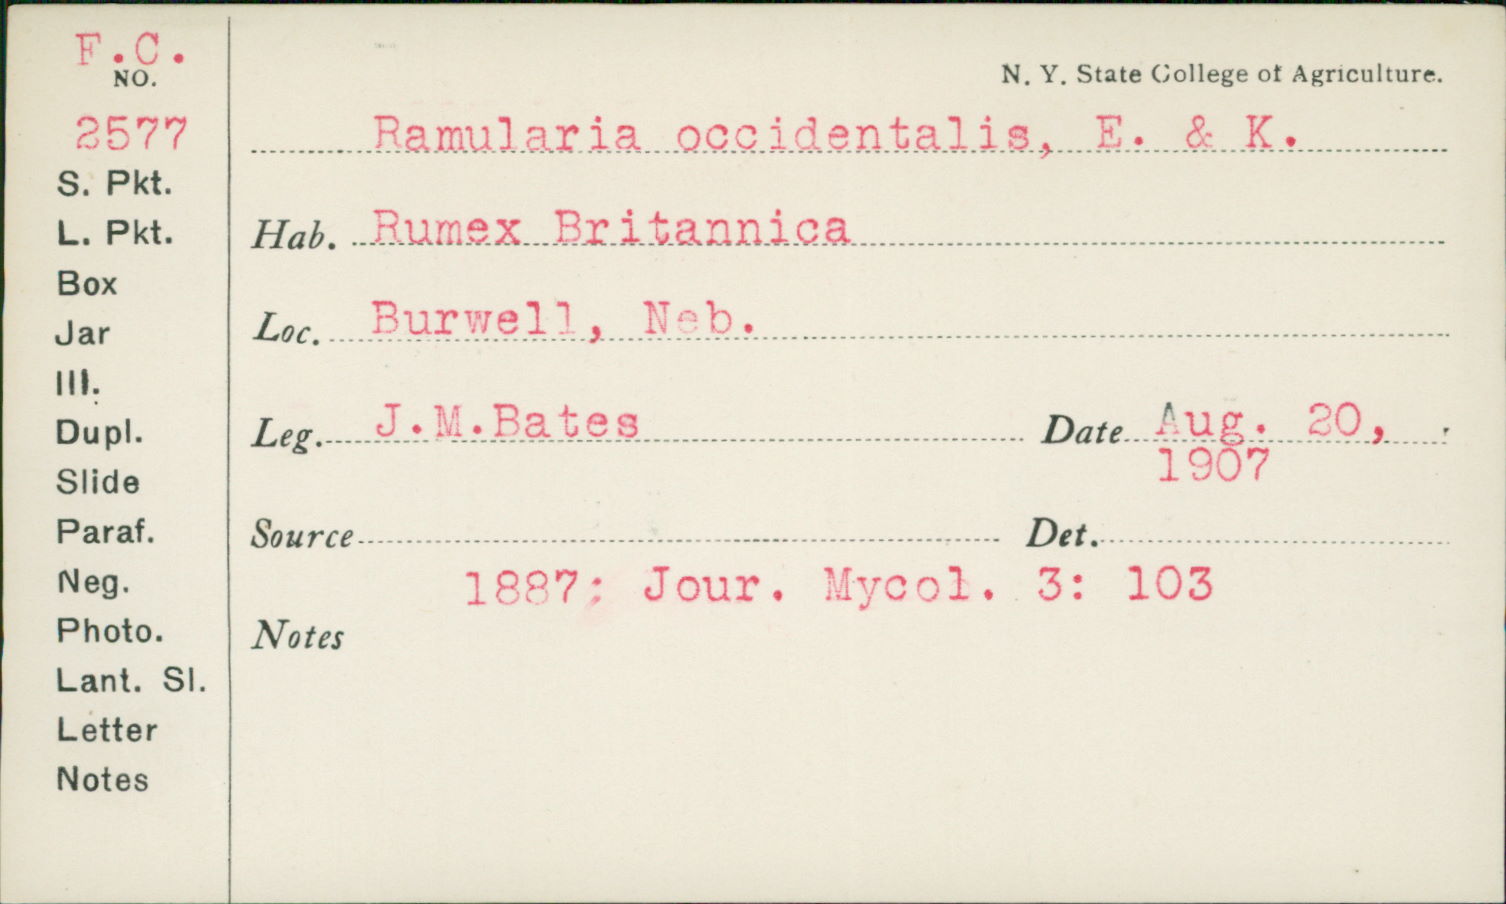 F.C.
NO.
2577
S. Pkt.
L. Pkt.
Box
Jar
Ill.
Dupl.
Slide
Paraf.
Neg.
Photo.
Lant. Sl.
Letter
Notes
N. Y. State College of Agriculture.
Ramularia occidentalis, E. & K.
Hab. Rumex Britannica
Loc. Burwell, Neb.
Leg. J.M.Bates Date Aug. 20,
1907
Source Det.
1887: Jour. Mycol. 3: 103
Notes